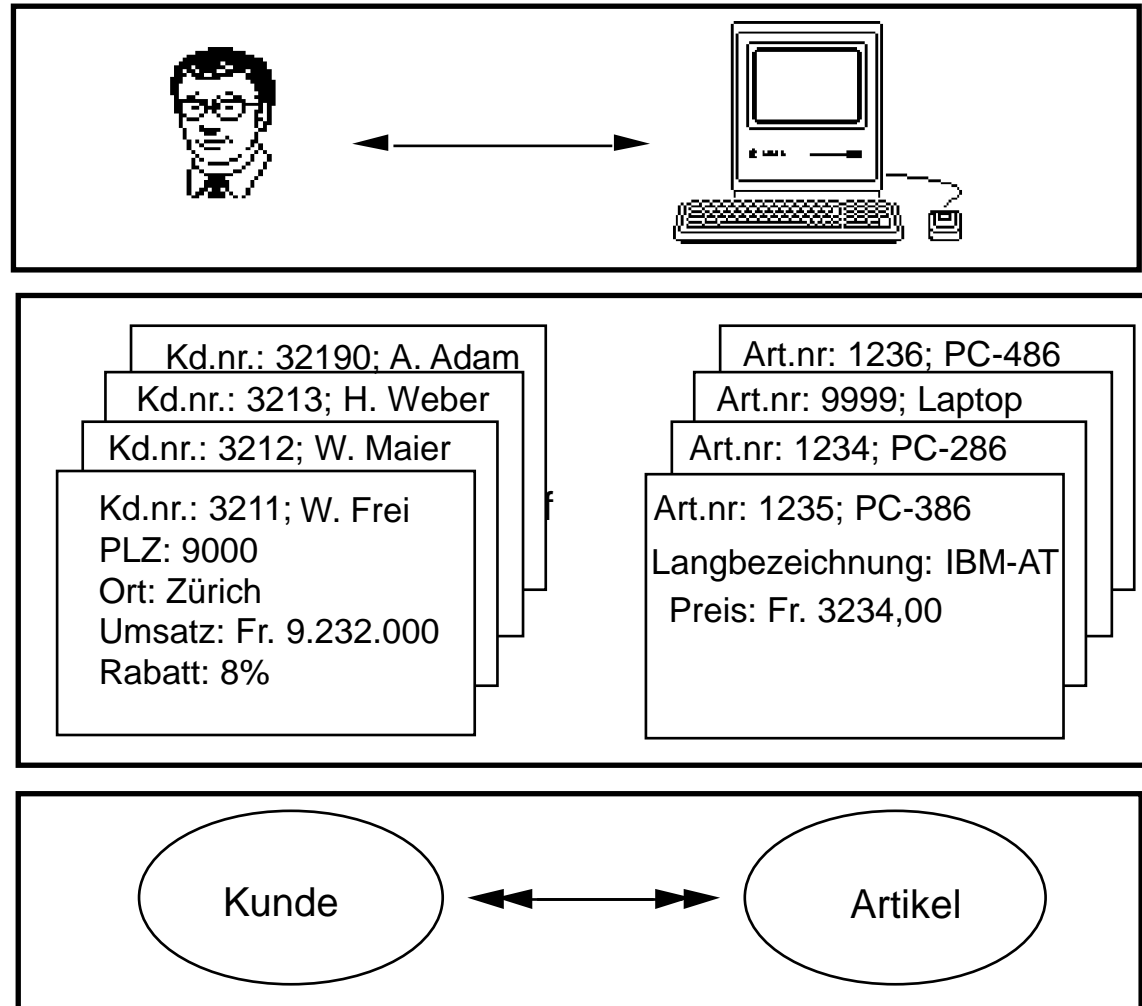 Kd.nr.: 32190; A. Adam
Kd.nr.: 3213; H. Weber
Kd.nr.: 3212; W. Maier
Kd.nr.: 3211; W. Frei
PLZ: 9000
Ort: Zürich
Umsatz: Fr. 9.232.000
Rabatt: 8%
Art.nr: 1236; PC-486
Art.nr: 9999; Laptop
Art.nr: 1234; PC-286
Art.nr: 1235; PC-386
Langbezeichnung: IBM-AT
Preis: Fr. 3234,00
Kunde
Artikel